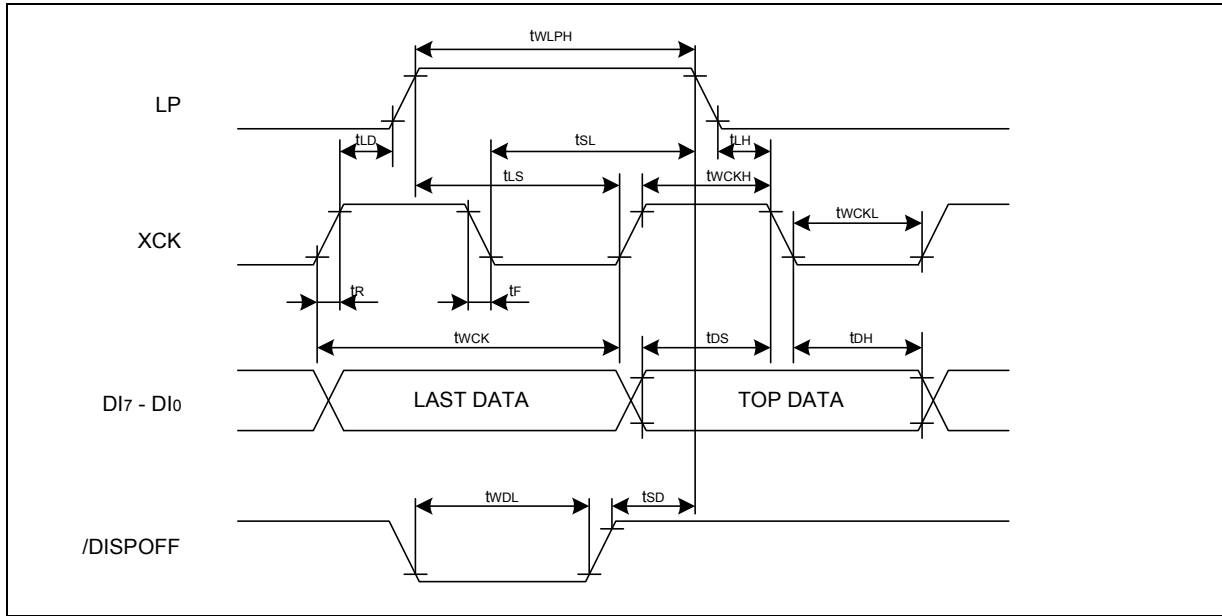 tWLPH
LP
tLD
tSL
tLH
tLS
tWCKH
XCK
tWCKL
tR
tF
tWCK
tDS
tDH
DI7 - DI0
LAST DATA
TOP DATA
tWDL
tSD
/DISPOFF